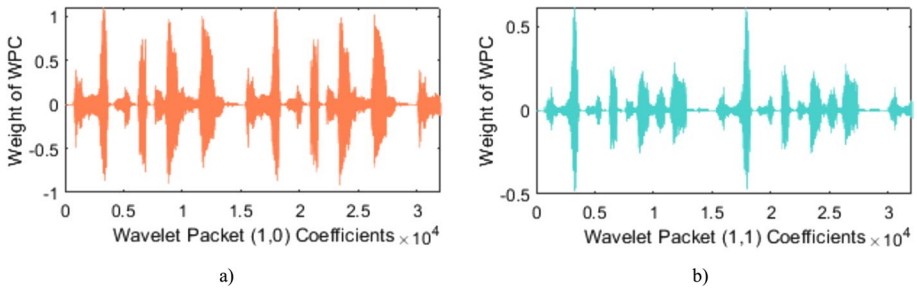 1
0.5
0
-0.5
-1
Weight of WPC
0 0.5 1 1.5 2 2.5 3
Wavelet Packet (1,0) Coefficients ×10^4
a)
0.5
0
-0.5
Weight of WPC
0 0.5 1 1.5 2 2.5 3
Wavelet Packet (1,1) Coefficients ×10^4
b)